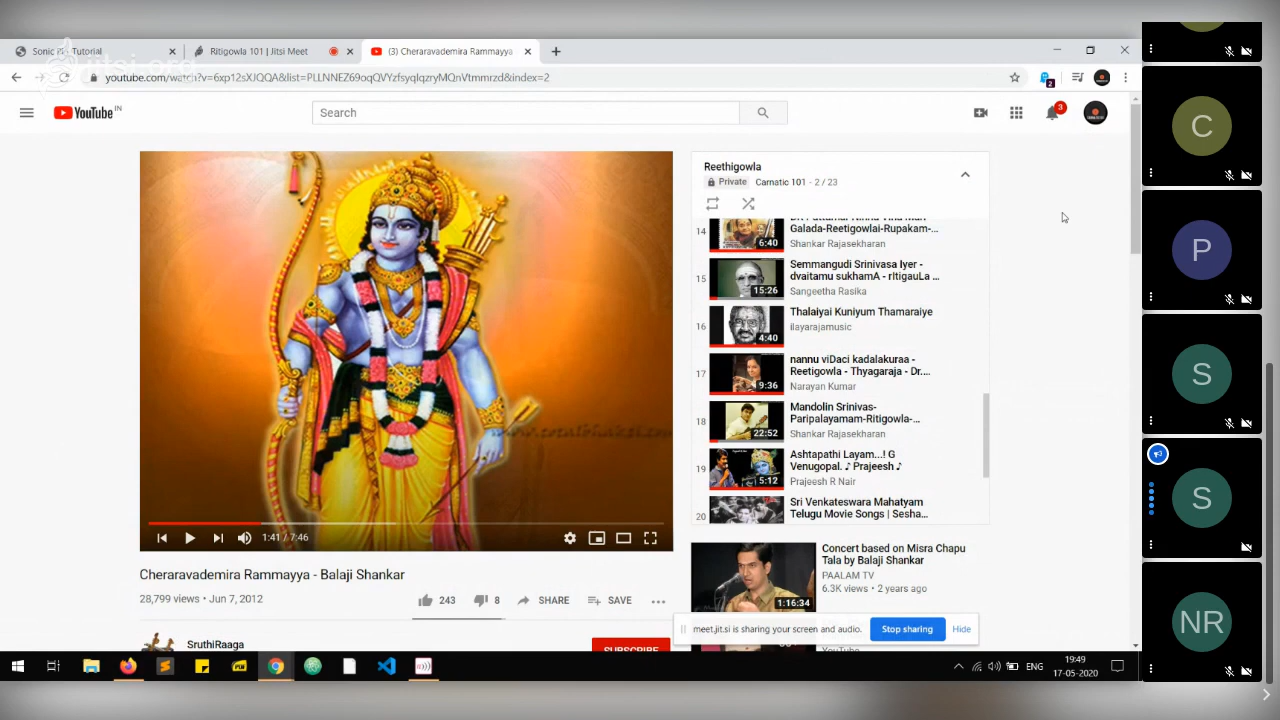 Tutorial
Ritigowla 101 | Jitsi Meet
(3) Cheraravademira Rammayya
jitsi.org
youtube.com/watch?v=6xp12sXJQQA&list=PLLNNEZ69oqQVYzfsyqIqzryMQnVtmmrzd&index=2
2
YouTube IN
Search
3
Reethigowla
Private Carnatic 101 - 2 / 23
14
Galada-Reetigowlai-Rupakam-...
Shankar Rajasekharan
6:40
15
Semmangudi Srinivasa Iyer -
dvaitamu sukhamA - rItigauLa ...
Sangeetha Rasika
15:26
16
Thalaiyai Kuniyum Thamaraiye
ilayarajamusic
4:40
17
nannu viDaci kadalakuraa -
Reetigowla - Thyagaraja - Dr....
Narayan Kumar
9:36
18
Mandolin Srinivas-
Paripalayamam-Ritigowla-...
Shankar Rajasekharan
22:52
19
Ashtapathi Layam...! G
Venugopal. ♪ Prajeesh ♪
Prajeesh R Nair
5:12
20
Sri Venkateswara Mahatyam
Telugu Movie Songs | Sesha...
1:41 / 7:46
Cheraravademira Rammayya - Balaji Shankar
28,799 views • Jun 7, 2012
243
8
SHARE
SAVE
SruthiRaaga
SUBSCRIBE
Concert based on Misra Chapu
Tala by Balaji Shankar
PAALAM TV
6.3K views • 2 years ago
1:16:34
meet.jit.si is sharing your screen and audio.
Stop sharing
Hide
YouTube
ENG
19:49
17-05-2020
C
P
S
S
NR